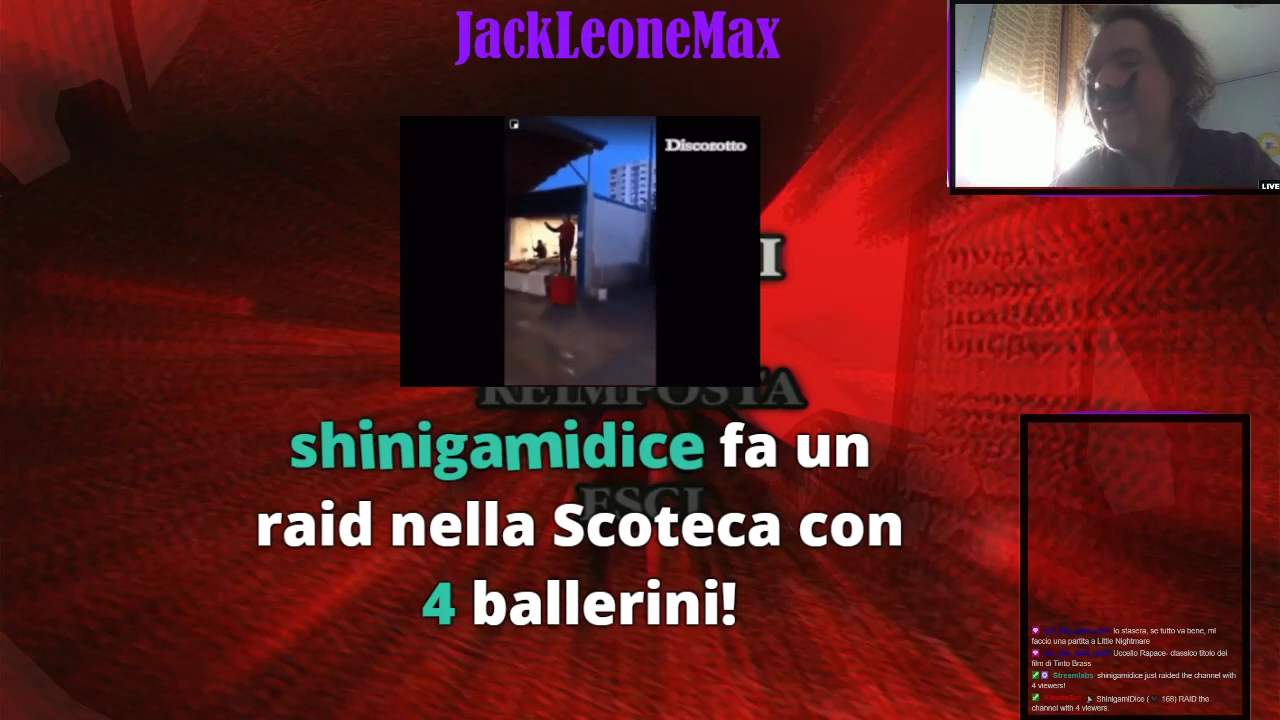 JackLeoneMax
Discorotto
LIVE
I
REIMPOSTA
shinigamidice fa un
raid nella Scoteca con
ESCI
4 ballerini!
Io stasera, se tutto va bene, mi
faccio una partita a Little Nightmare
Uccello Rapace- classico titolo del
film di Tinto Brass
Streamlabs shinigamidice just raided the channel with
4 viewers!
ShinigamiDice ( 168) RAID the
channel with 4 viewers.